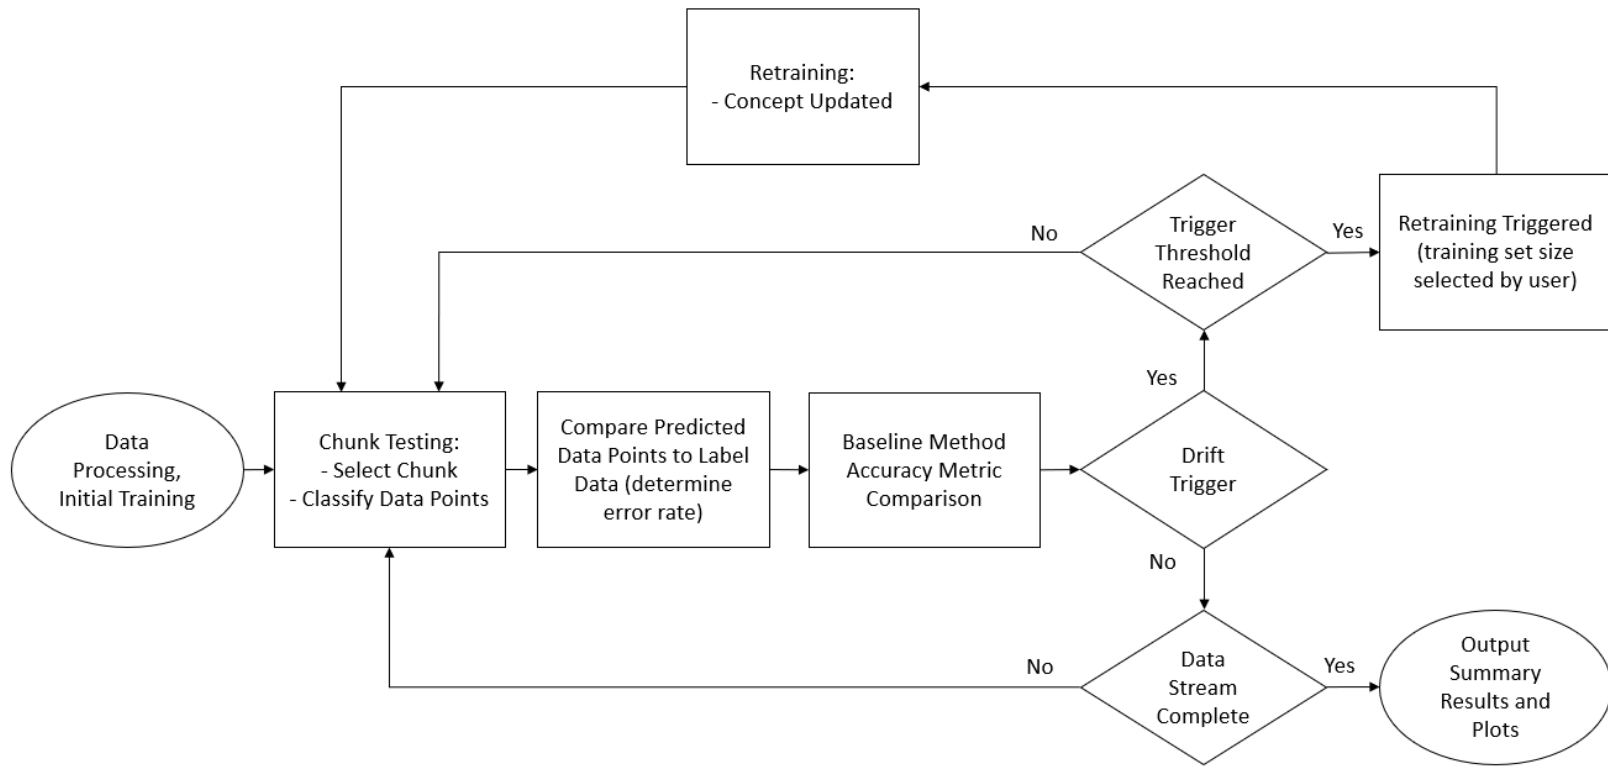 Retraining:
- Concept Updated
No
Trigger
Threshold
Reached
Yes
Retraining Triggered
(training set size
selected by user)
Yes
Data
Processing,
Initial Training
Chunk Testing:
- Select Chunk
- Classify Data Points
Compare Predicted
Data Points to Label
Data (determine
error rate)
Baseline Method
Accuracy Metric
Comparison
Drift
Trigger
No
No
Data
Stream
Complete
Yes
Output
Summary
Results and
Plots